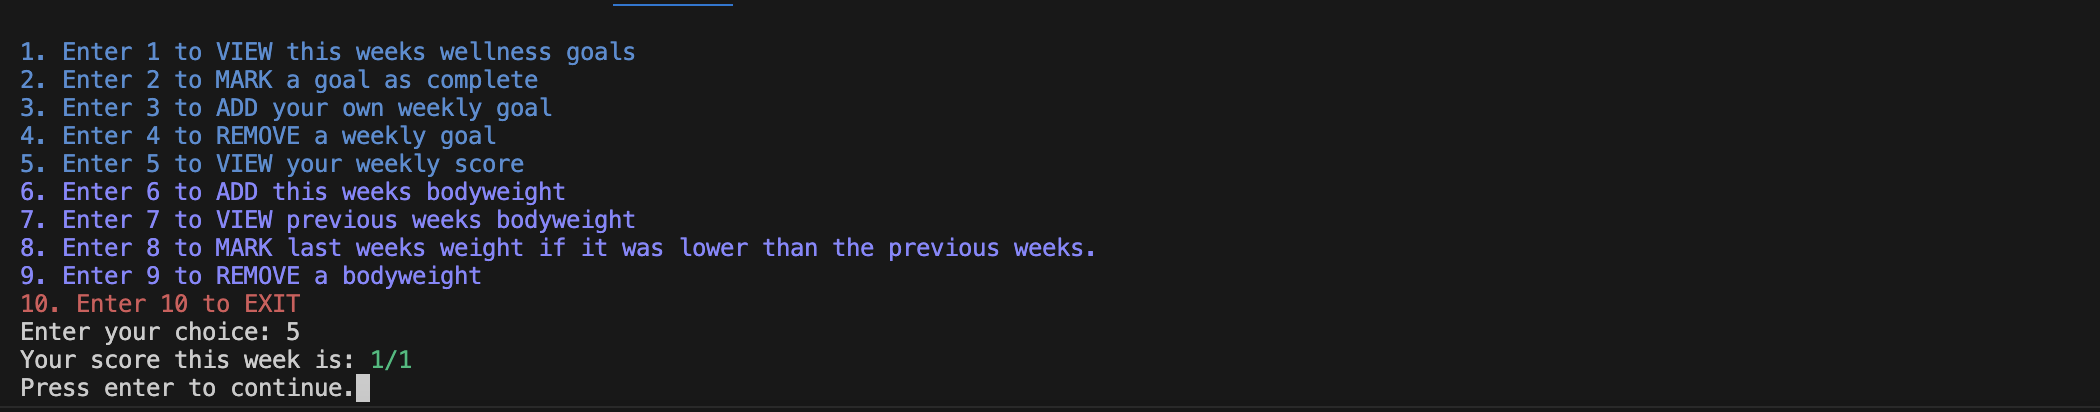 1. Enter 1 to VIEW this weeks wellness goals
2. Enter 2 to MARK a goal as complete
3. Enter 3 to ADD your own weekly goal
4. Enter 4 to REMOVE a weekly goal
5. Enter 5 to VIEW your weekly score
6. Enter 6 to ADD this weeks bodyweight
7. Enter 7 to VIEW previous weeks bodyweight
8. Enter 8 to MARK last weeks weight if it was lower than the previous weeks.
9. Enter 9 to REMOVE a bodyweight
10. Enter 10 to EXIT
Enter your choice: 5
Your score this week is: 1/1
Press enter to continue.